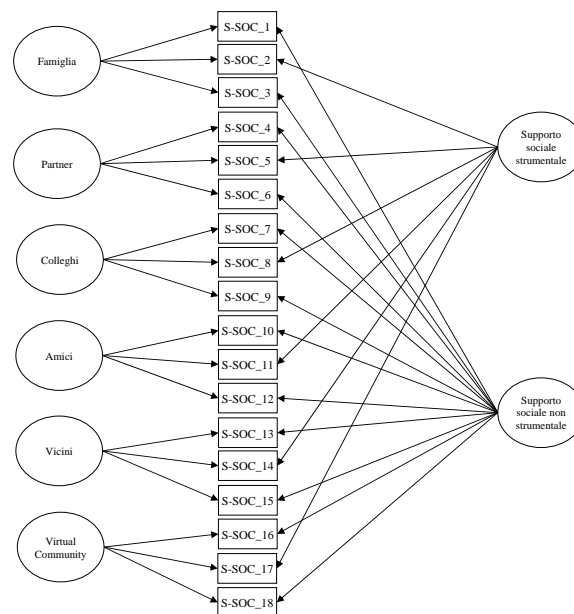 S-SOC_1
S-SOC_2
S-SOC_3
S-SOC_4
S-SOC_5
S-SOC_6
S-SOC_7
S-SOC_8
S-SOC_9
S-SOC_10
S-SOC_11
S-SOC_12
S-SOC_13
S-SOC_14
S-SOC_15
S-SOC_16
S-SOC_17
S-SOC_18
Famiglia
Partner
Colleghi
Amici
Vicini
Virtual
Community
Supporto
sociale
strumentale
Supporto
sociale non
strumentale